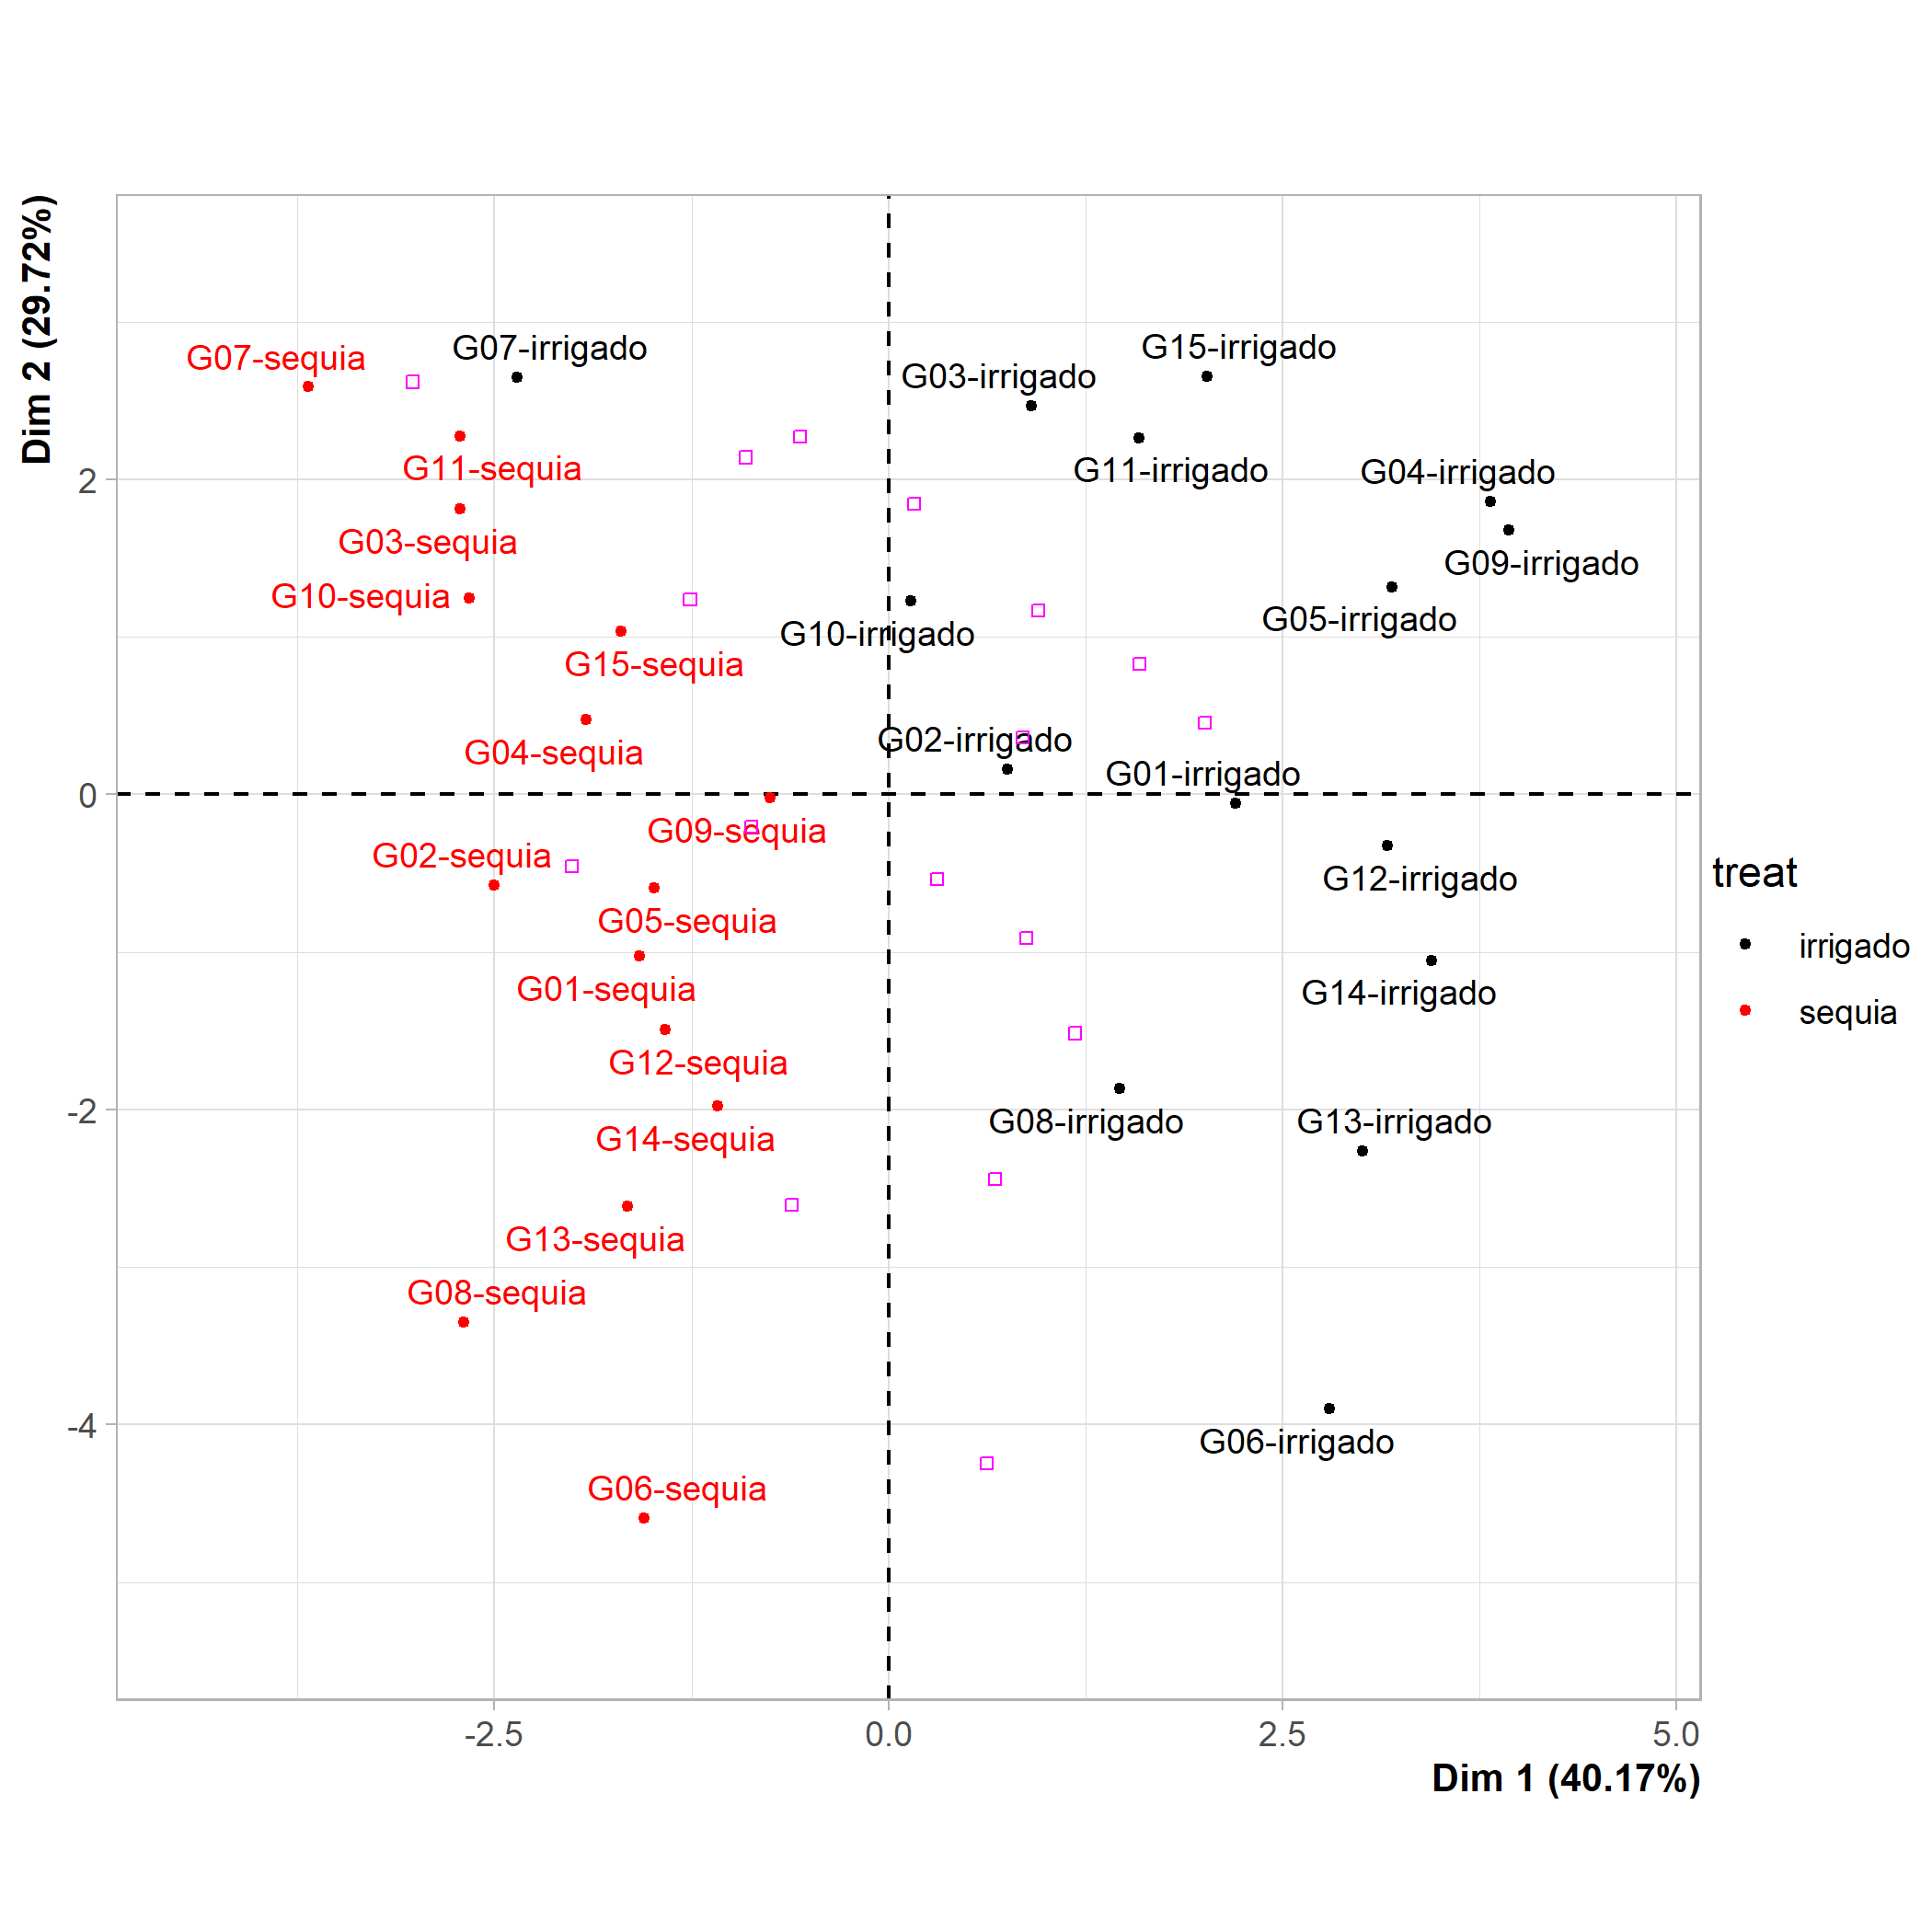 Dim 2 (29.72%)
G07-sequia
G07-irrigado
G15-irrigado
G03-irrigado
G11-sequia
G11-irrigado
G04-irrigado
2
G03-sequia
G09-irrigado
G10-sequia
G05-irrigado
G10-irrigado
G15-sequia
G04-sequia
G02-irrigado
G01-irrigado
0
G09-sequia
G02-sequia
G12-irrigado
treat
G05-sequia
irrigado
G01-sequia
G14-irrigado
sequia
G12-sequia
-2
G08-irrigado
G13-irrigado
G14-sequia
G13-sequia
G08-sequia
-4
G06-irrigado
G06-sequia
-2.5
0.0
2.5
5.0
Dim 1 (40.17%)